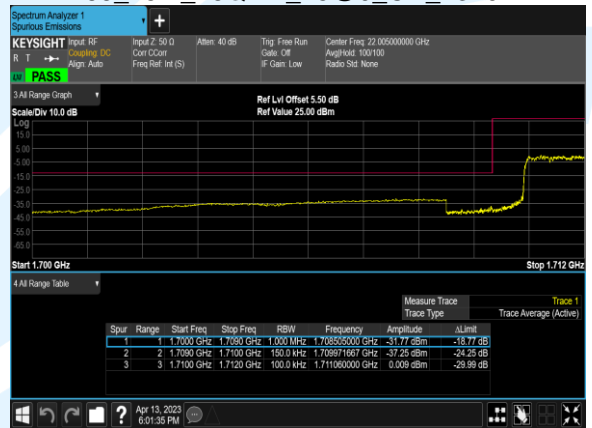 Spectrum Analyzer 1
Spurious Emissions
KEYSIGHT Input: RF Input Z: 50 Ω Atten: 40 dB Trig: Free Run Center Freq: 22.005000000 GHz
R T Coupling: DC Corr CCorr Gate: Off Avg|Hold: 100/100
Align: Auto Freq Ref: Int (S) IF Gain: Low Radio Std: None
LW PASS
3 All Range Graph
Ref Lvl Offset 5.50 dB
Scale/Div 10.0 dB Ref Value 25.00 dBm
Log
15.0
5.00
-5.00
-15.0
-25.0
-35.0
-45.0
-55.0
-65.0
Start 1.700 GHz Stop 1.712 GHz
4 All Range Table
Measure Trace Trace 1
Trace Type Trace Average (Active)
Spur Range Start Freq Stop Freq RBW Frequency Amplitude ΔLimit
1 1 1.7000 GHz 1.7090 GHz 1.000 MHz 1.708505000 GHz -31.77 dBm -18.77 dB
2 2 1.7090 GHz 1.7100 GHz 150.0 kHz 1.709971667 GHz -37.25 dBm -24.25 dB
3 3 1.7100 GHz 1.7120 GHz 100.0 kHz 1.711060000 GHz 0.009 dBm -29.99 dB
? Apr 13, 2023
6:01:35 PM